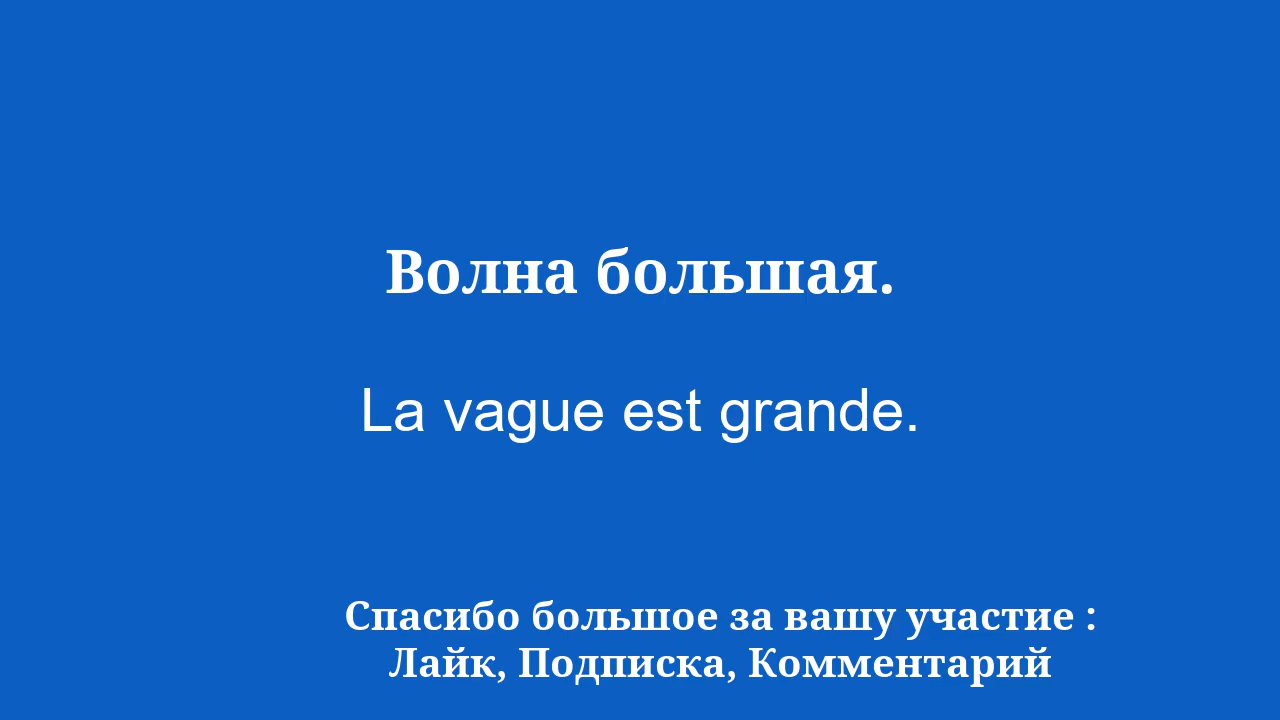 Волна большая.
La vague est grande.
Спасибо большое за вашу участие :
Лайк, Подписка, Комментарий